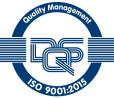 Quality Management
DQS
ISO 9001:2015